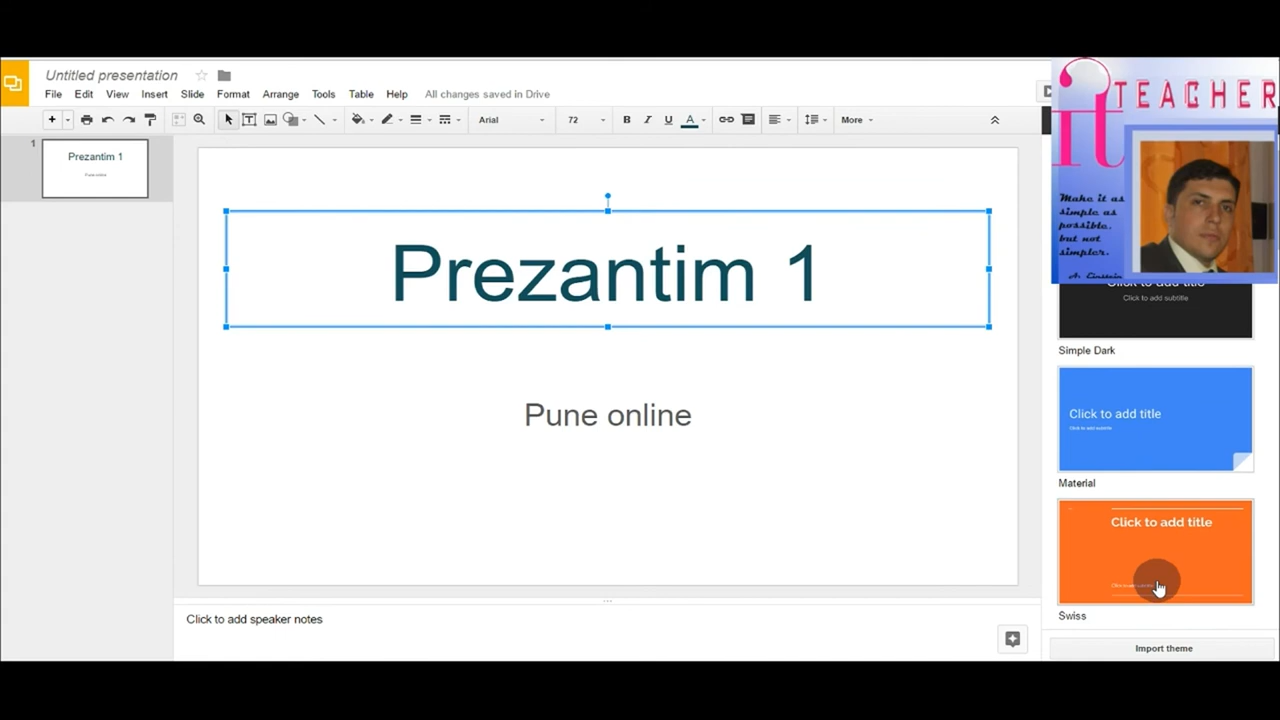 Untitled presentation
File Edit View Insert Slide Format Arrange Tools Table Help All changes saved in Drive
Arial 72 B I U A More
1
Prezantim 1
Pune online
Prezantim 1
Pune online
Click to add speaker notes
it TEACHER
Make it as
simple as
possible,
but not
simpler.
A. Einstein
Click to add title
Click to add subtitle
Simple Dark
Click to add title
Click to add subtitle
Material
Click to add title
Click to add subtitle
Swiss
Import theme